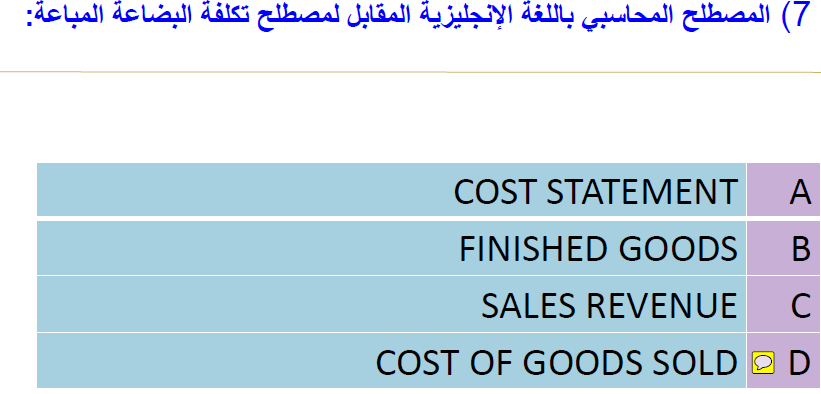 7) المصطلح المحاسبي باللغة الإنجليزية المقابل لمصطلح تكلفة البضاعة المباعة:
A COST STATEMENT
B FINISHED GOODS
C SALES REVENUE
D COST OF GOODS SOLD